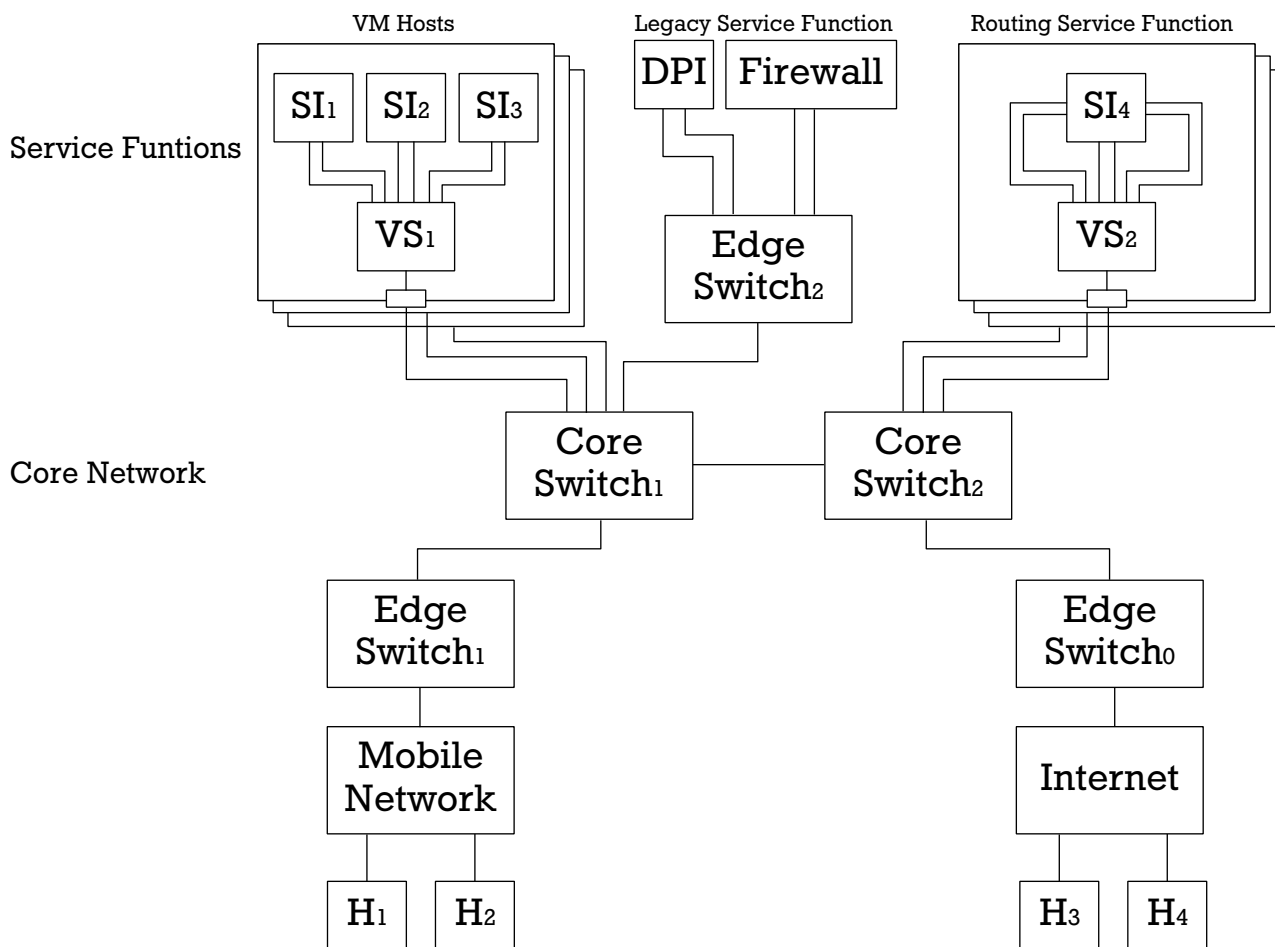 VM Hosts
Legacy Service Function
Routing Service Function
DPI
Firewall
SI1
SI2
SI3
SI4
Service Funtions
VS1
VS2
Edge
Switch2
Core
Switch1
Core
Switch2
Core Network
Edge
Switch1
Edge
Switch0
Mobile
Network
Internet
H1
H2
H3
H4